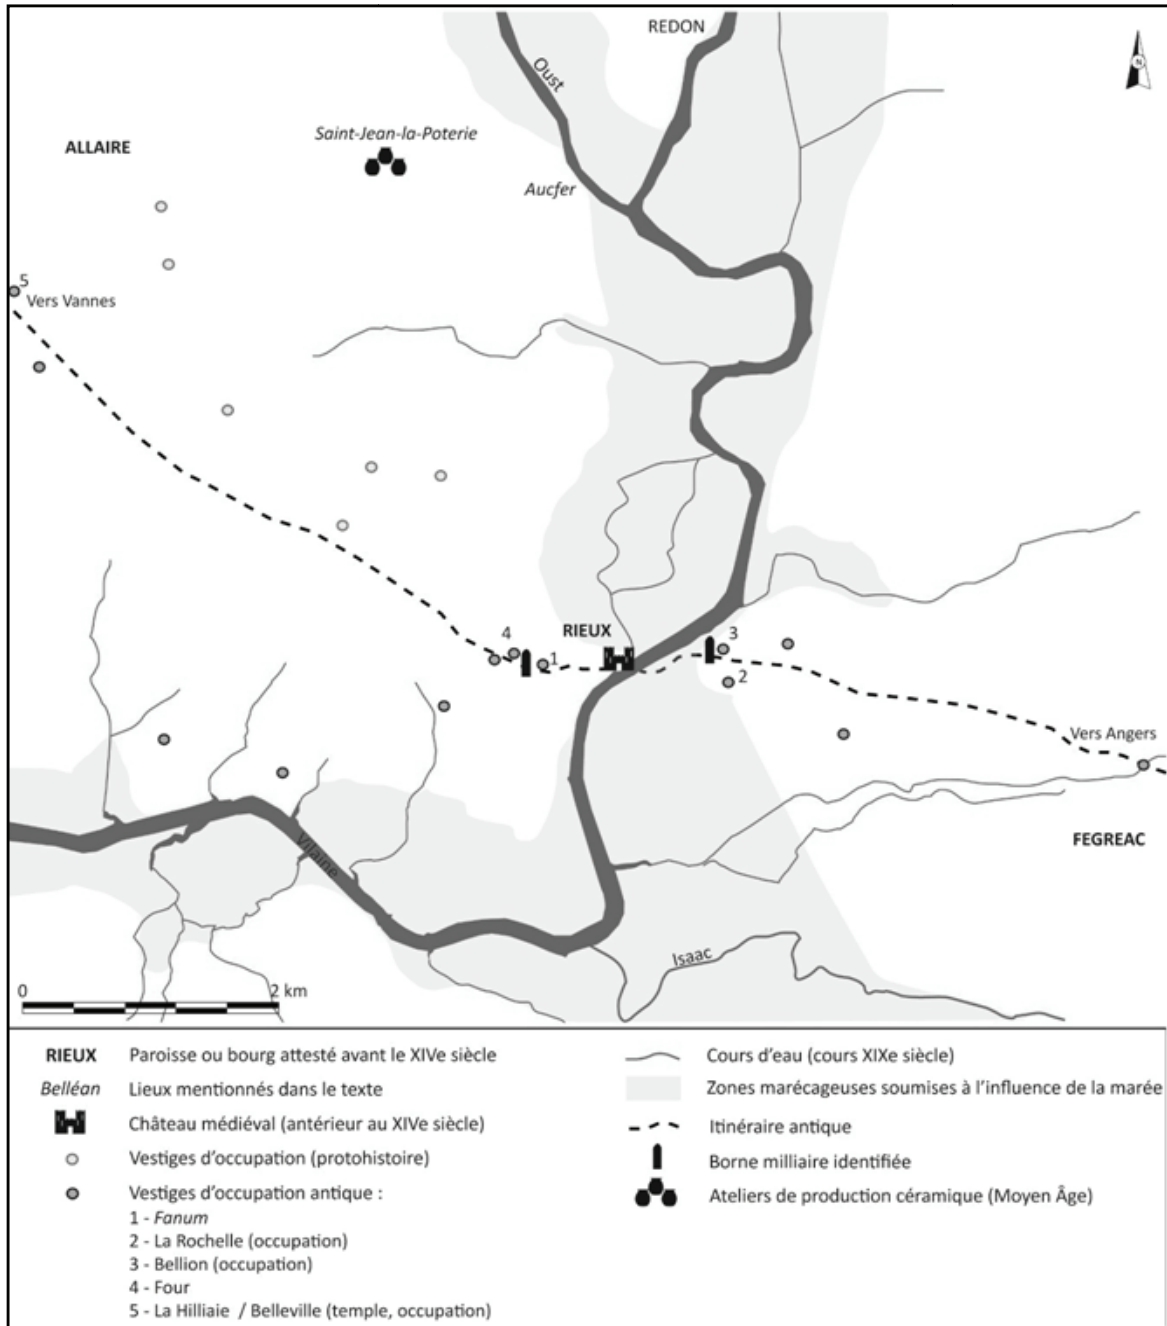 REDON
N
Oust
Saint-Jean-la-Poterie
ALLAIRE
Aucfer
5
Vers Vannes
4
RIEUX
1
3
2
Vers Angers
FEGREAC
Vilaine
Isaac
0 2 km
RIEUX Paroisse ou bourg attesté avant le XIVe siècle
Belléan Lieux mentionnés dans le texte
Château médiéval (antérieur au XIVe siècle)
Vestiges d'occupation (protohistoire)
Vestiges d'occupation antique :
1 - Fanum
2 - La Rochelle (occupation)
3 - Bellion (occupation)
4 - Four
5 - La Hilliaie / Belleville (temple, occupation)
Cours d'eau (cours XIXe siècle)
Zones marécageuses soumises à l'influence de la marée
Itinéraire antique
Borne milliaire identifiée
Ateliers de production céramique (Moyen Âge)